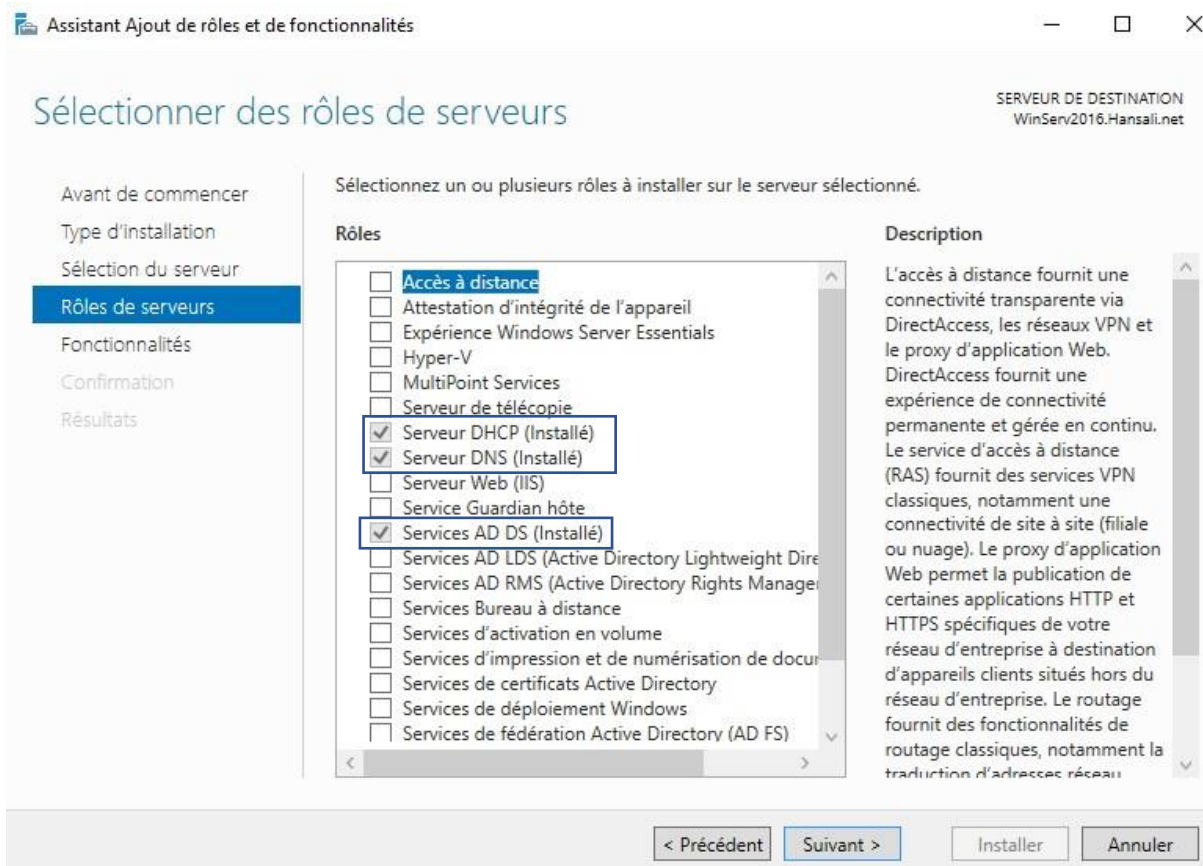 Assistant Ajout de rôles et de fonctionnalités
Sélectionner des rôles de serveurs
SERVEUR DE DESTINATION
WinServ2016.Hansali.net
Avant de commencer
Type d'installation
Sélection du serveur
Rôles de serveurs
Fonctionnalités
Confirmation
Résultats
Sélectionnez un ou plusieurs rôles à installer sur le serveur sélectionné.
Rôles
Accès à distance
Attestation d'intégrité de l'appareil
Expérience Windows Server Essentials
Hyper-V
MultiPoint Services
Serveur de télécopie
Serveur DHCP (Installé)
Serveur DNS (Installé)
Serveur Web (IIS)
Service Guardian hôte
Services AD DS (Installé)
Services AD LDS (Active Directory Lightweight Dire
Services AD RMS (Active Directory Rights Manage
Services Bureau à distance
Services d'activation en volume
Services d'impression et de numérisation de docu
Services de certificats Active Directory
Services de déploiement Windows
Services de fédération Active Directory (AD FS)
Description
L'accès à distance fournit une
connectivité transparente via
DirectAccess, les réseaux VPN et
le proxy d'application Web.
DirectAccess fournit une
expérience de connectivité
permanente et gérée en continu.
Le service d'accès à distance
(RAS) fournit des services VPN
classiques, notamment une
connectivité de site à site (filiale
ou nuage). Le proxy d'application
Web permet la publication de
certaines applications HTTP et
HTTPS spécifiques de votre
réseau d'entreprise à destination
d'appareils clients situés hors du
réseau d'entreprise. Le routage
fournit des fonctionnalités de
routage classiques, notamment la
traduction d'adresses réseau
< Précédent
Suivant >
Installer
Annuler